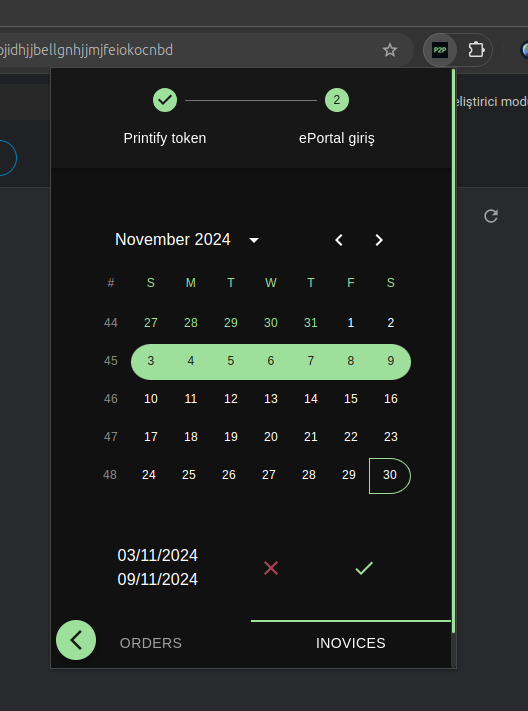 ojidhjjbellgnhjjmjfeiokocnbd
P2P
eliştirici mod
2
Printify token
ePortal giriş
November 2024
# S M T W T F S
44 27 28 29 30 31 1 2
45 3 4 5 6 7 8 9
46 10 11 12 13 14 15 16
47 17 18 19 20 21 22 23
48 24 25 26 27 28 29 30
03/11/2024
09/11/2024
ORDERS
INOVICES